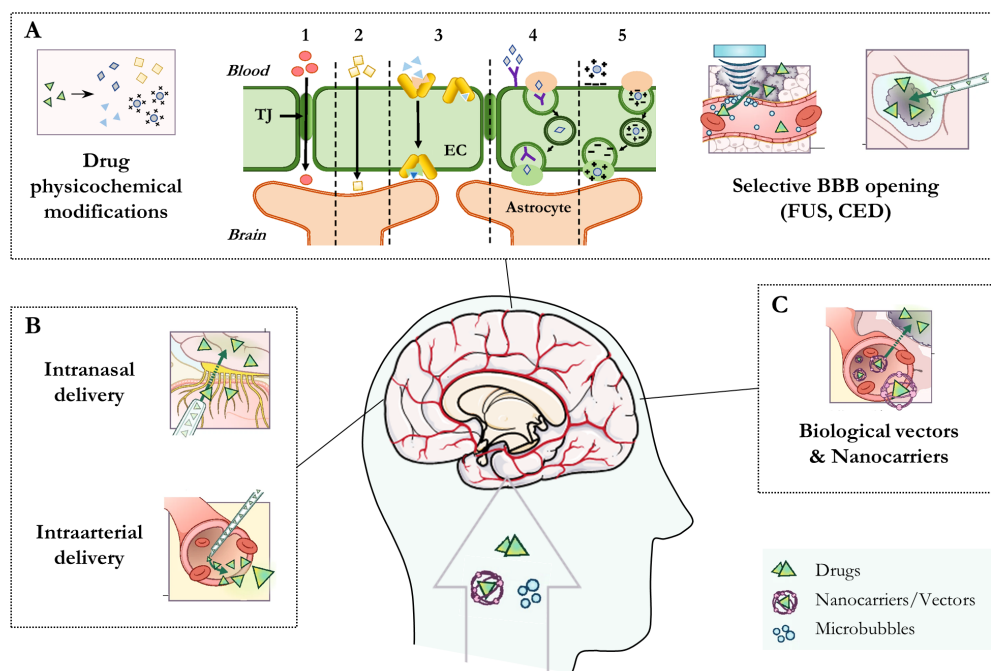 A
1 2 3 4 5
Blood
TJ
EC
Astrocyte
Brain
Drug
physicochemical
modifications
Selective BBB opening
(FUS, CED)
B
Intranasal
delivery
Intraarterial
delivery
C
Biological vectors
& Nanocarriers
Drugs
Nanocarriers/Vectors
Microbubbles